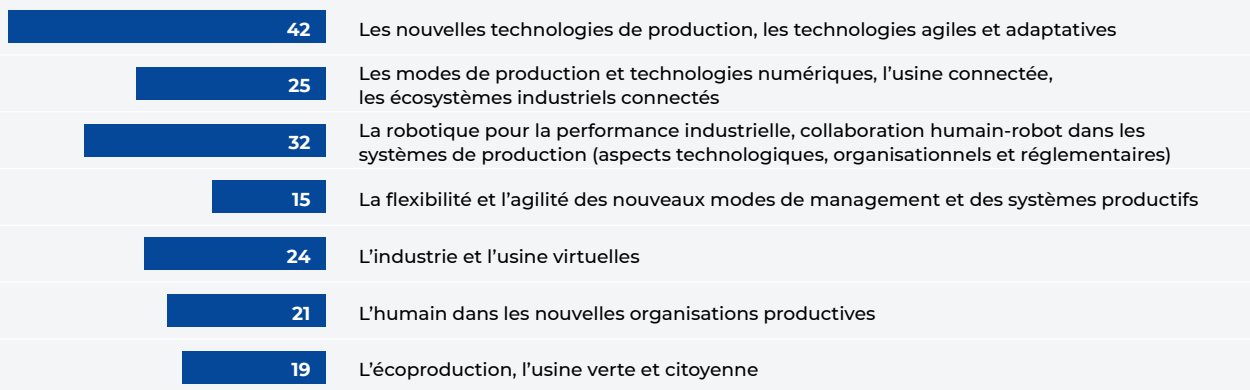 42 Les nouvelles technologies de production, les technologies agiles et adaptatives
25 Les modes de production et technologies numériques, l’usine connectée,
les écosystèmes industriels connectés
32 La robotique pour la performance industrielle, collaboration humain-robot dans les
systèmes de production (aspects technologiques, organisationnels et réglementaires)
15 La flexibilité et l’agilité des nouveaux modes de management et des systèmes productifs
24 L’industrie et l’usine virtuelles
21 L’humain dans les nouvelles organisations productives
19 L’écoproduction, l’usine verte et citoyenne